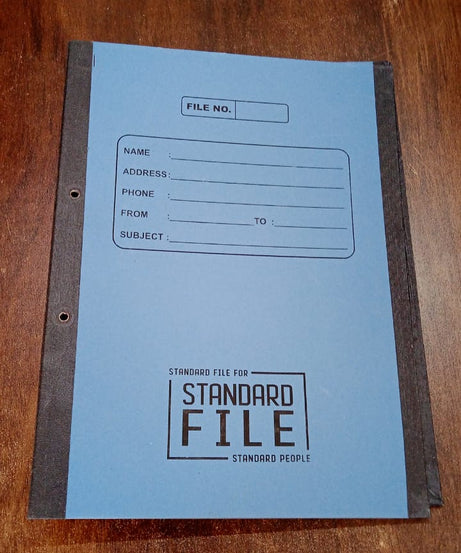 FILE NO.
NAME :
ADDRESS:
PHONE :
FROM : TO :
SUBJECT :
STANDARD FILE FOR
STANDARD
FILE
STANDARD PEOPLE